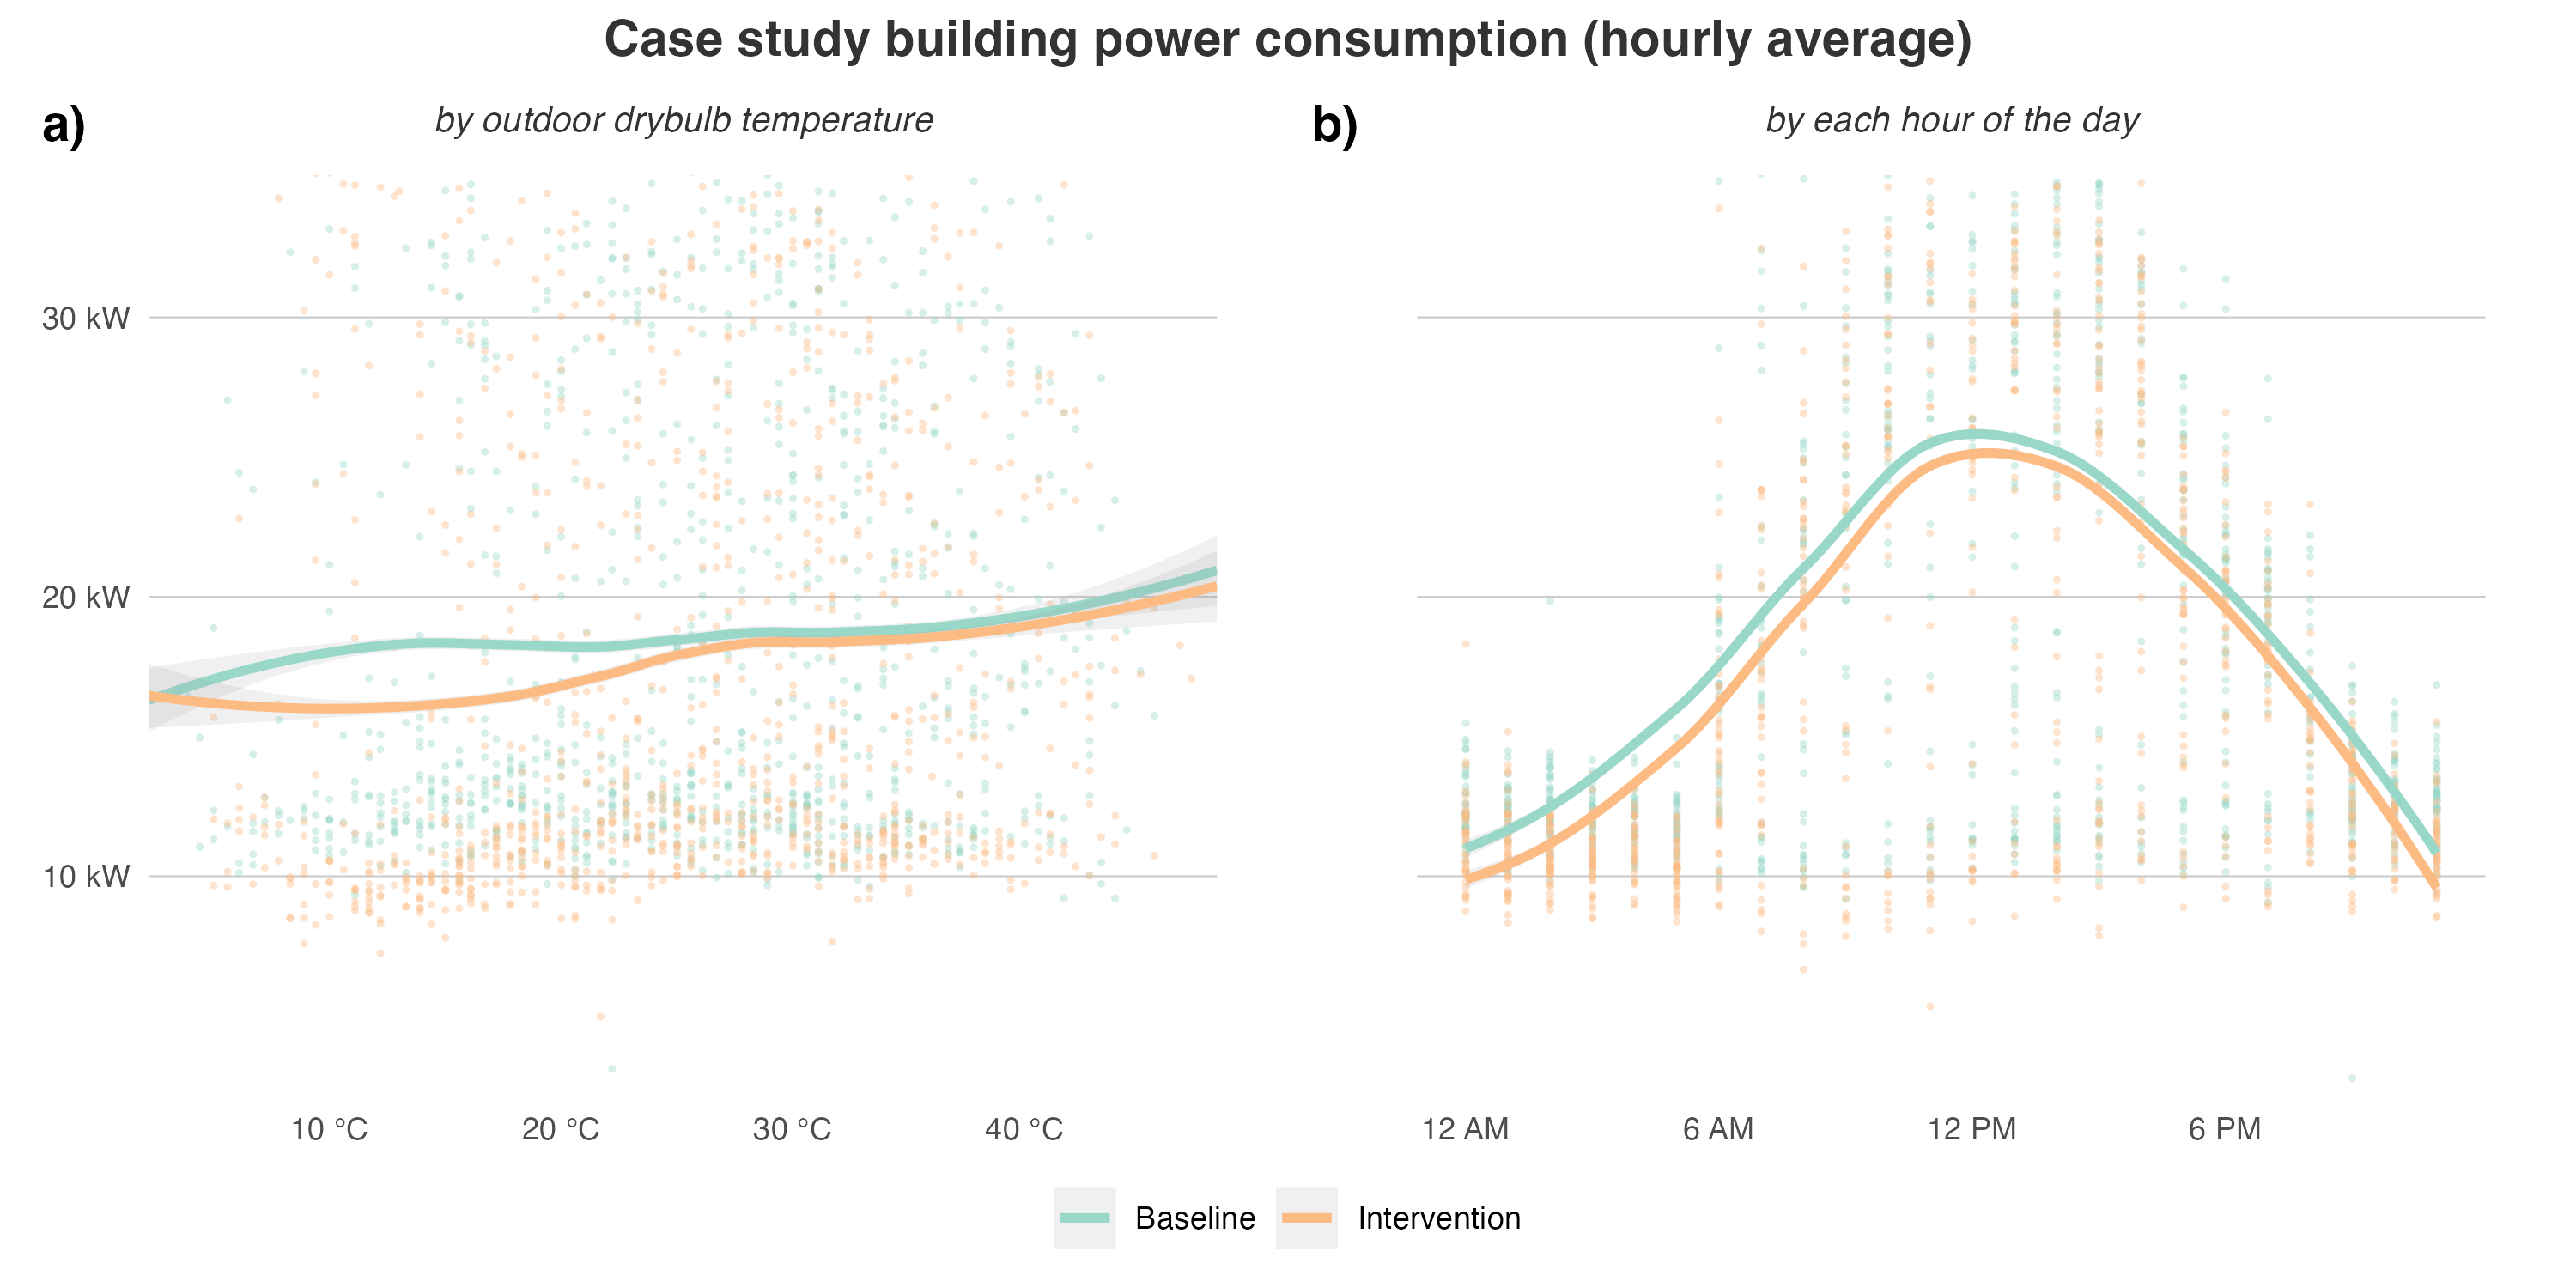 Case study building power consumption (hourly average)
a)
by outdoor drybulb temperature
30 kW
20 kW
10 kW
10 °C
20 °C
30 °C
40 °C
b)
by each hour of the day
12 AM
6 AM
12 PM
6 PM
Baseline
Intervention